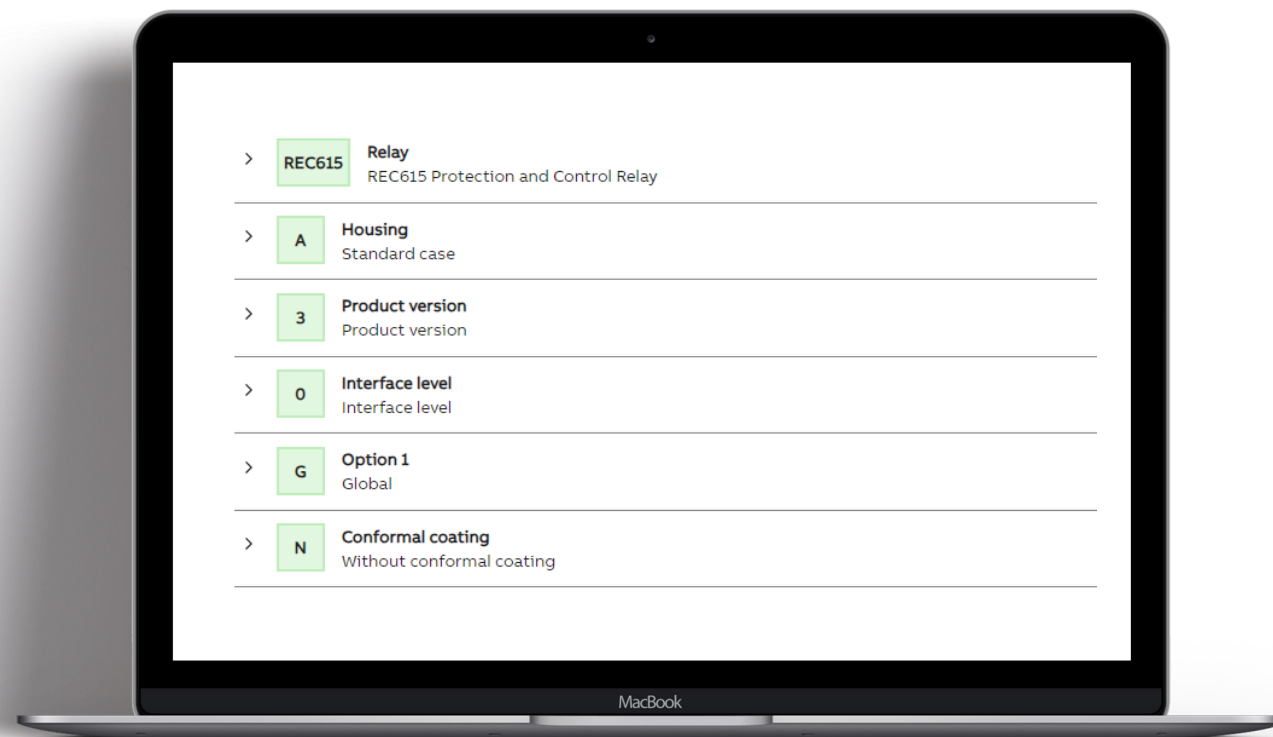 REC615
Relay
REC615 Protection and Control Relay
A
Housing
Standard case
3
Product version
Product version
0
Interface level
Interface level
G
Option 1
Global
N
Conformal coating
Without conformal coating
MacBook